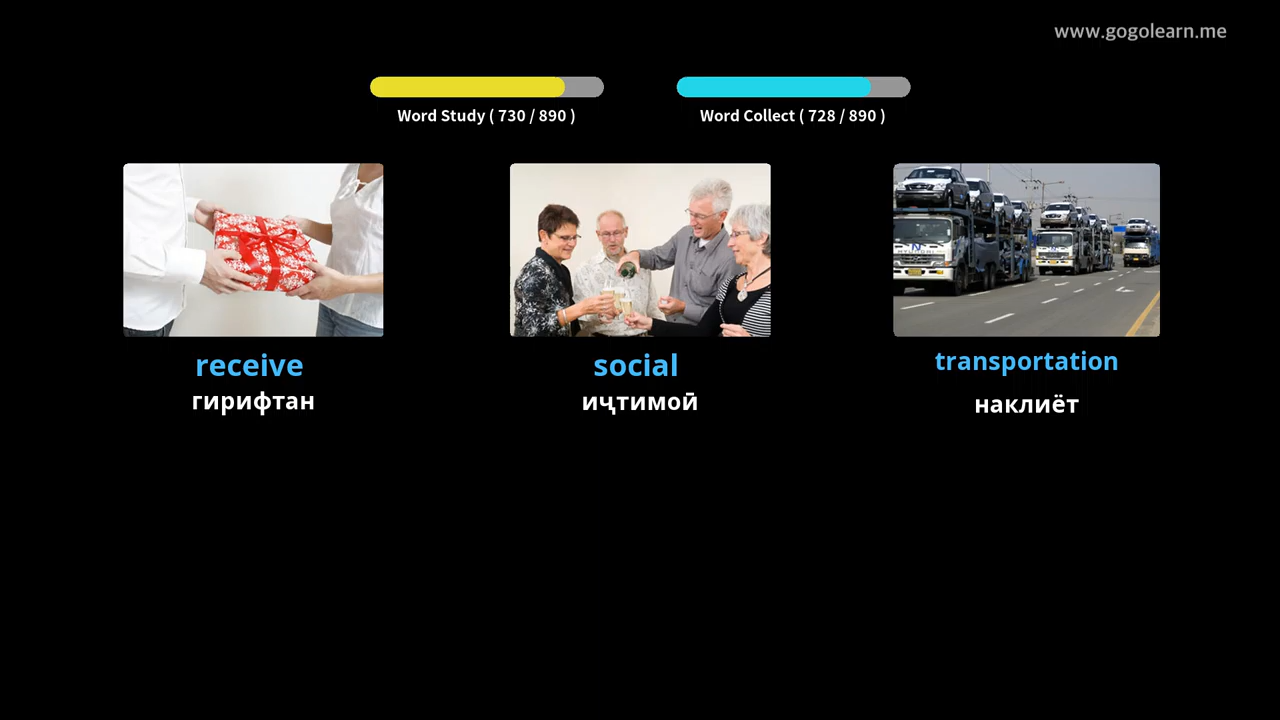 www.gogolearn.me
Word Study ( 730 / 890 )
Word Collect ( 728 / 890 )
receive
social
transportation
гирифтан
иҷтимоӣ
наклиёт